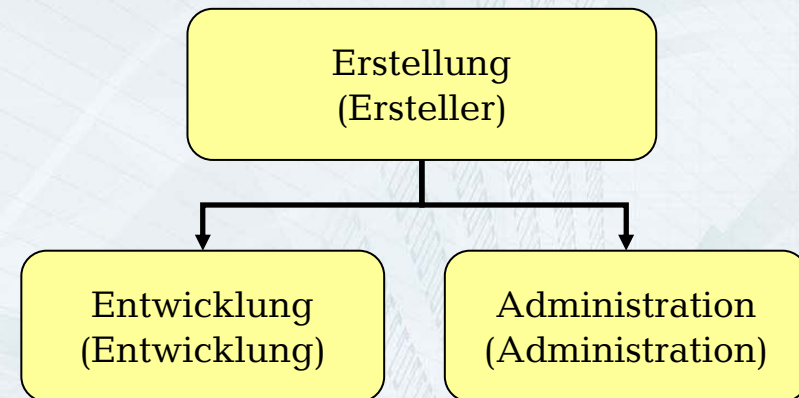 Erstellung
(Ersteller)
Entwicklung
(Entwicklung)
Administration
(Administration)